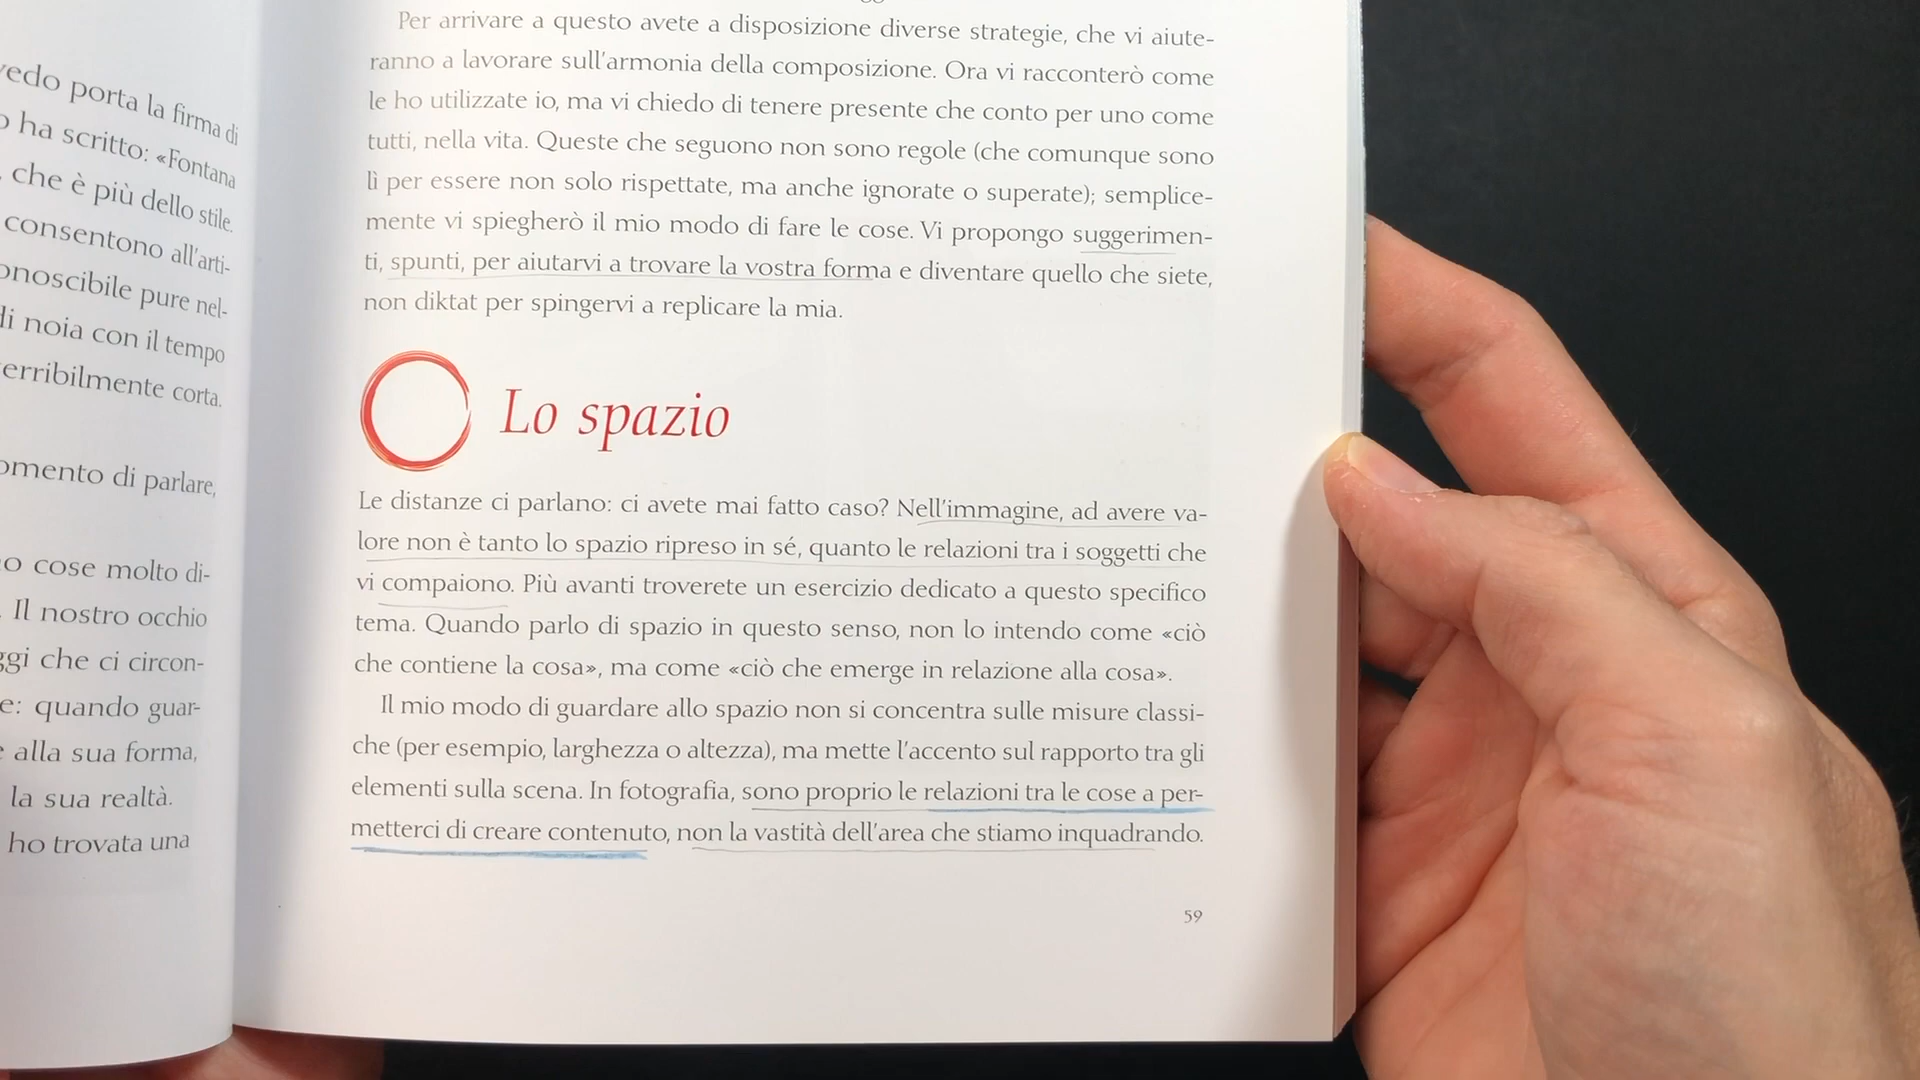 vedo porta la firma di
o ha scritto: «Fontana
, che è più dello stile.
consentono all'arti-
onoscibile pure nel-
di noia con il tempo
erribilmente corta.
omento di parlare,
o cose molto di-
. Il nostro occhio
ggi che ci circon-
e: quando guar-
e alla sua forma,
la sua realtà.
ho trovata una
Per arrivare a questo avete a disposizione diverse strategie, che vi aiute-
ranno a lavorare sull'armonia della composizione. Ora vi racconterò come
le ho utilizzate io, ma vi chiedo di tenere presente che conto per uno come
tutti, nella vita. Queste che seguono non sono regole (che comunque sono
lì per essere non solo rispettate, ma anche ignorate o superate); semplice-
mente vi spiegherò il mio modo di fare le cose. Vi propongo suggerimen-
ti, spunti, per aiutarvi a trovare la vostra forma e diventare quello che siete,
non diktat per spingervi a replicare la mia.
Lo spazio
Le distanze ci parlano: ci avete mai fatto caso? Nell'immagine, ad avere va-
lore non è tanto lo spazio ripreso in sé, quanto le relazioni tra i soggetti che
vi compaiono. Più avanti troverete un esercizio dedicato a questo specifico
tema. Quando parlo di spazio in questo senso, non lo intendo come «ciò
che contiene la cosa», ma come «ciò che emerge in relazione alla cosa».
Il mio modo di guardare allo spazio non si concentra sulle misure classi-
che (per esempio, larghezza o altezza), ma mette l'accento sul rapporto tra gli
elementi sulla scena. In fotografia, sono proprio le relazioni tra le cose a per-
metterci di creare contenuto, non la vastità dell'area che stiamo inquadrando.
59